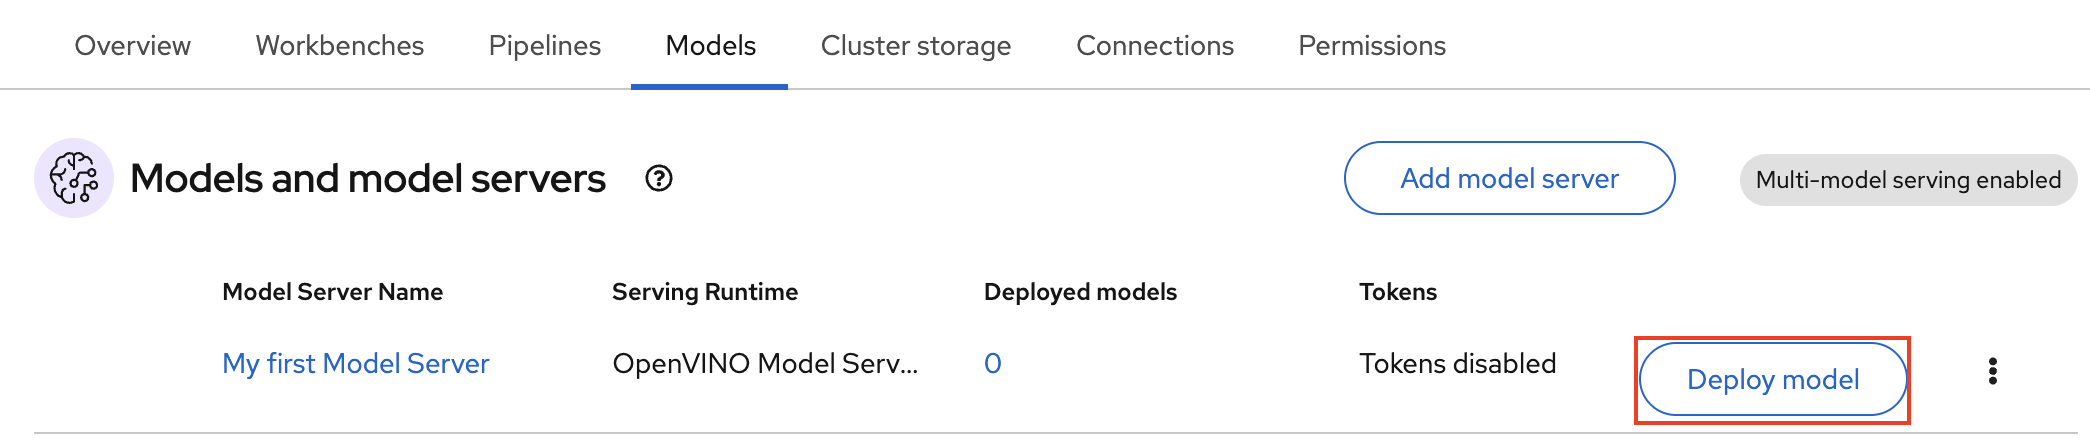 Overview Workbenches Pipelines Models Cluster storage Connections Permissions
Models and model servers ? Add model server Multi-model serving enabled
Model Server Name Serving Runtime Deployed models Tokens
My first Model Server OpenVINO Model Serv... 0 Tokens disabled Deploy model